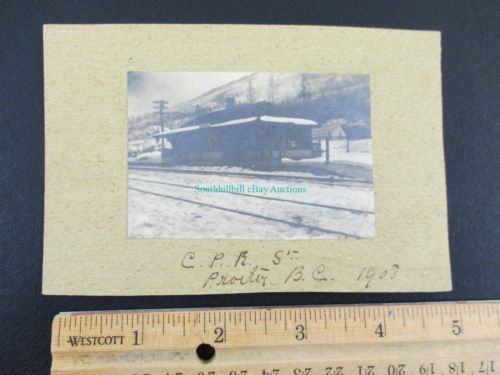 Southhillbill eBay Auctions
C. P. R. Stn
Procter B.C. 1908
WESTCOTT 1 2 3 4 5